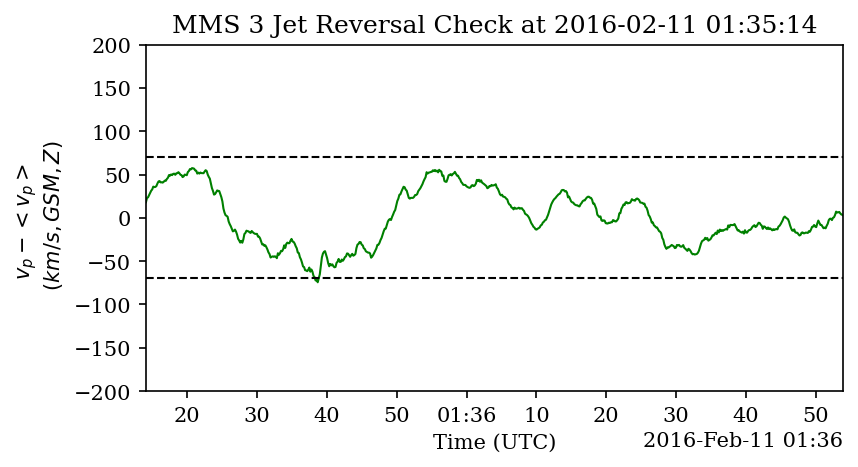 MMS 3 Jet Reversal Check at 2016-02-11 01:35:14
200
150
100
50
0
−50
−100
−150
−200
v_p − < v_p >
(km/s, GSM, Z)
20 30 40 50 01:36 10 20 30 40 50
Time (UTC)
2016-Feb-11 01:36